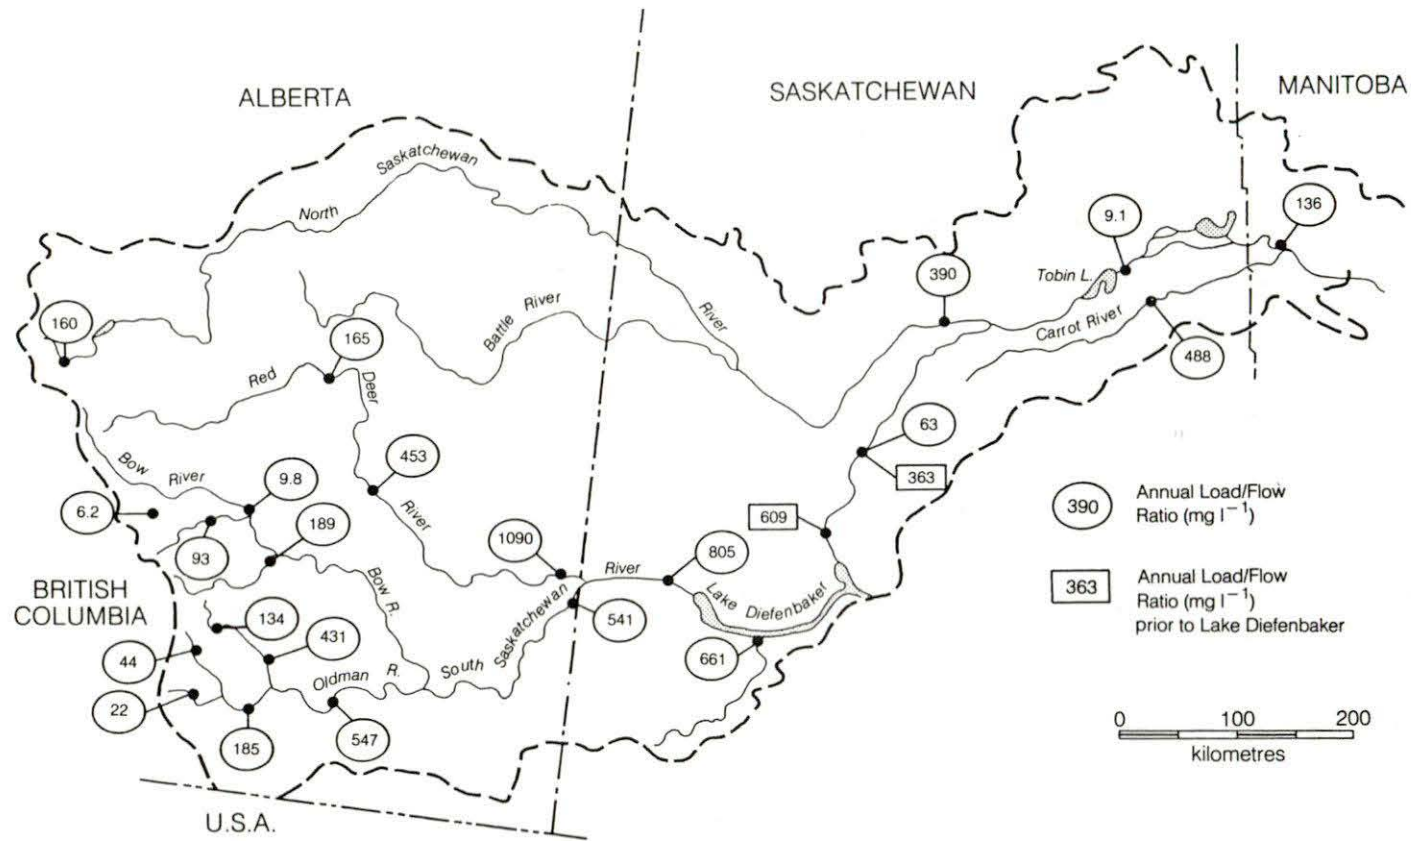 ALBERTA
SASKATCHEWAN
MANITOBA
Saskatchewan
North
River
136
9.1
390
Tobin L.
160
Battle River
Carrot River
165
Red
Deer
River
488
63
453
363
Bow River
9.8
6.2
189
93
609
1090
805
River
BRITISH
COLUMBIA
Bow R.
Lake Diefenbaker
134
431
541
44
Oldman R.
South Saskatchewan
661
22
185
547
U.S.A.
390
Annual Load/Flow
Ratio (mg l⁻¹)
363
Annual Load/Flow
Ratio (mg l⁻¹)
prior to Lake Diefenbaker
0 100 200
kilometres